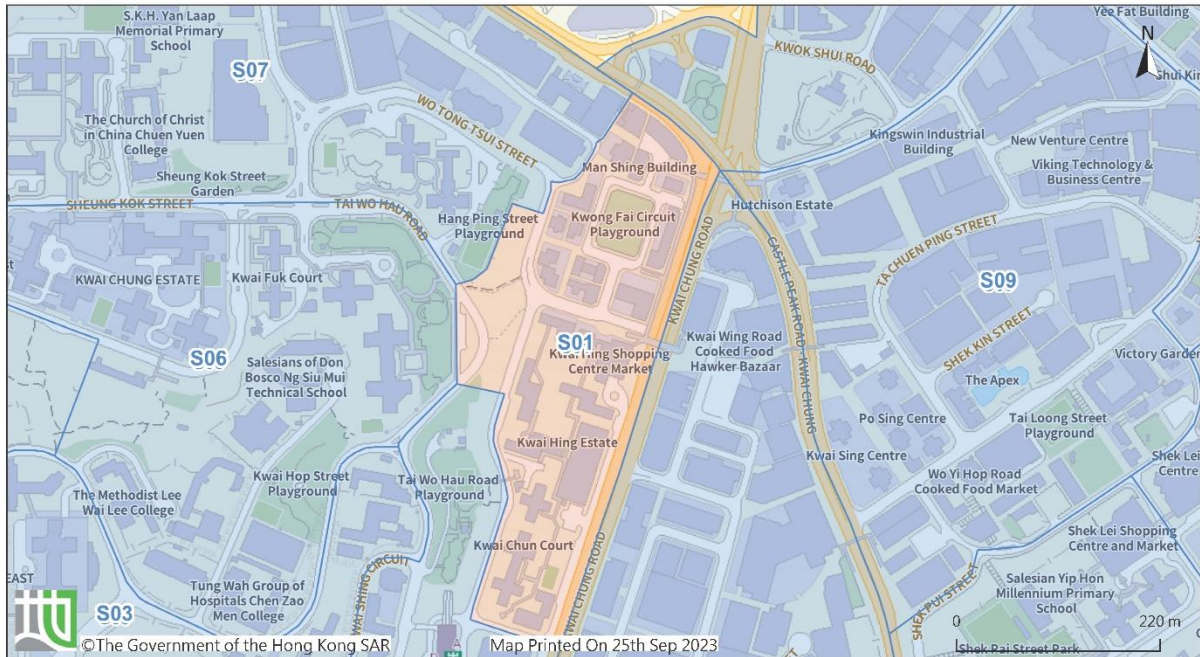 S.K.H. Yan Laap
Memorial Primary
School
Yee Fat Building
N
KWOK SHUI ROAD
S07
WO TONG TSUI STREET
The Church of Christ
in China Chuen Yuen
College
Kingswin Industrial
Building
New Venture Centre
Viking Technology &
Business Centre
Man Shing Building
Sheung Kok Street
Garden
SHEUNG KOK STREET
TAI WO HAU ROAD
Hang Ping Street
Playground
Kwong Fai Circuit
Playground
Hutchison Estate
TA CHUEN PING STREET
KWAI CHUNG ESTATE
Kwai Fuk Court
KWAI CHUNG ROAD
CASTLE PEAK ROAD - KWAI CHUNG
S09
SHEK KIN STREET
S06
S01
Kwai Hing Shopping
Centre Market
Kwai Wing Road
Cooked Food
Hawker Bazaar
Salesians of Don
Bosco Ng Siu Mui
Technical School
The Apex
Po Sing Centre
Tai Loong Street
Playground
Kwai Hing Estate
Kwai Sing Centre
Kwai Hop Street
Playground
Tai Wo Hau Road
Playground
Wo Yi Hop Road
Cooked Food Market
The Methodist Lee
Wai Lee College
Kwai Chun Court
KWAI CHUNG ROAD
Shek Lei Shopping
Centre and Market
SHEK PUI STREET
Salesian Yip Hon
Millennium Primary
School
Tung Wah Group of
Hospitals Chen Zao
Men College
S03
0 220 m
Shek Pai Street Park
©The Government of the Hong Kong SAR
Map Printed On 25th Sep 2023